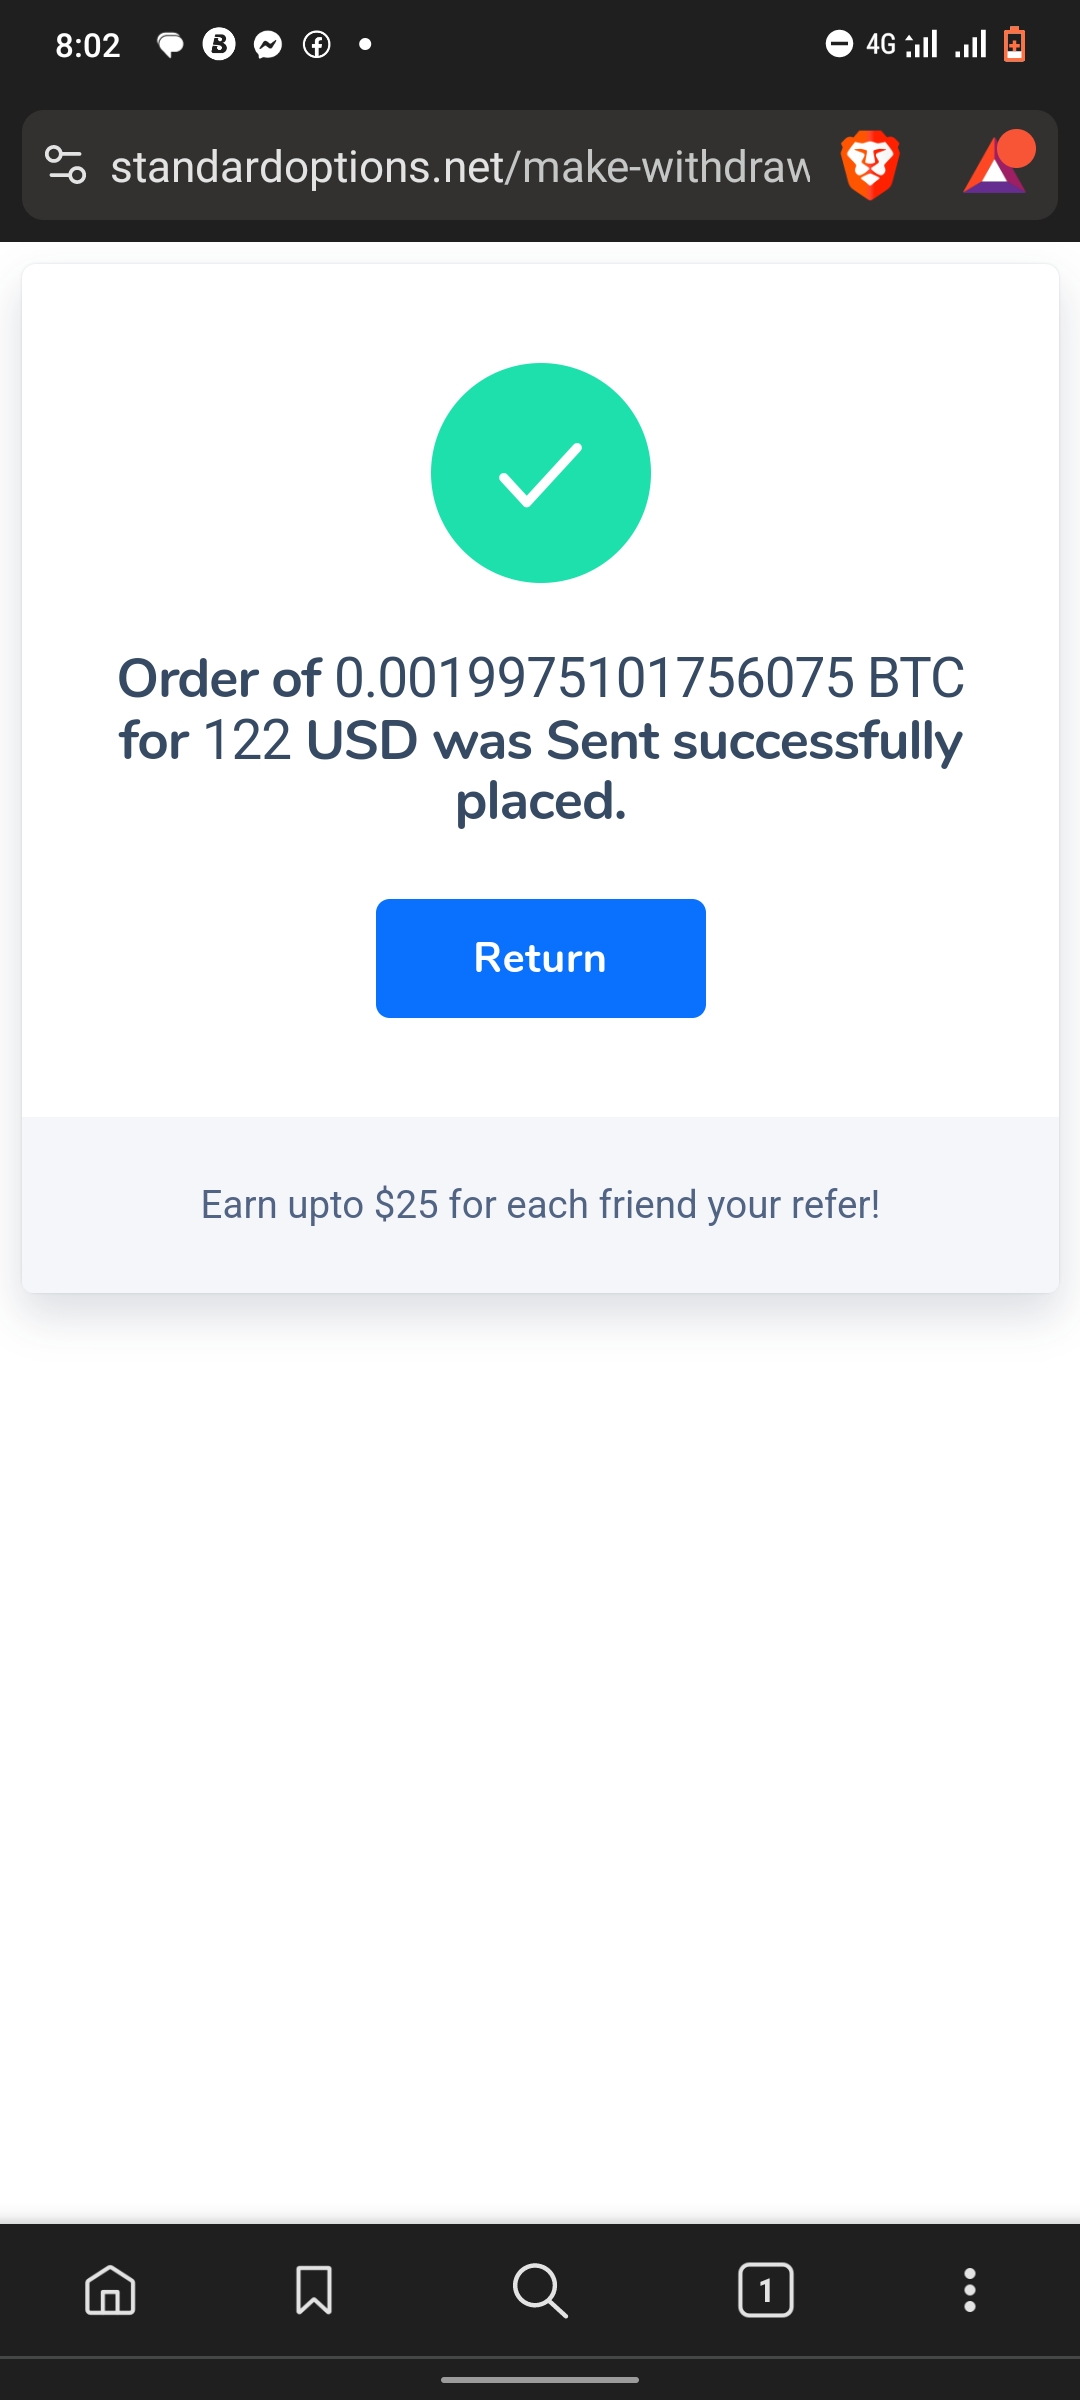 8:02
4G
standardoptions.net/make-withdraw
Order of 0.0019975101756075 BTC
for 122 USD was Sent successfully
placed.
Return
Earn upto $25 for each friend your refer!
1